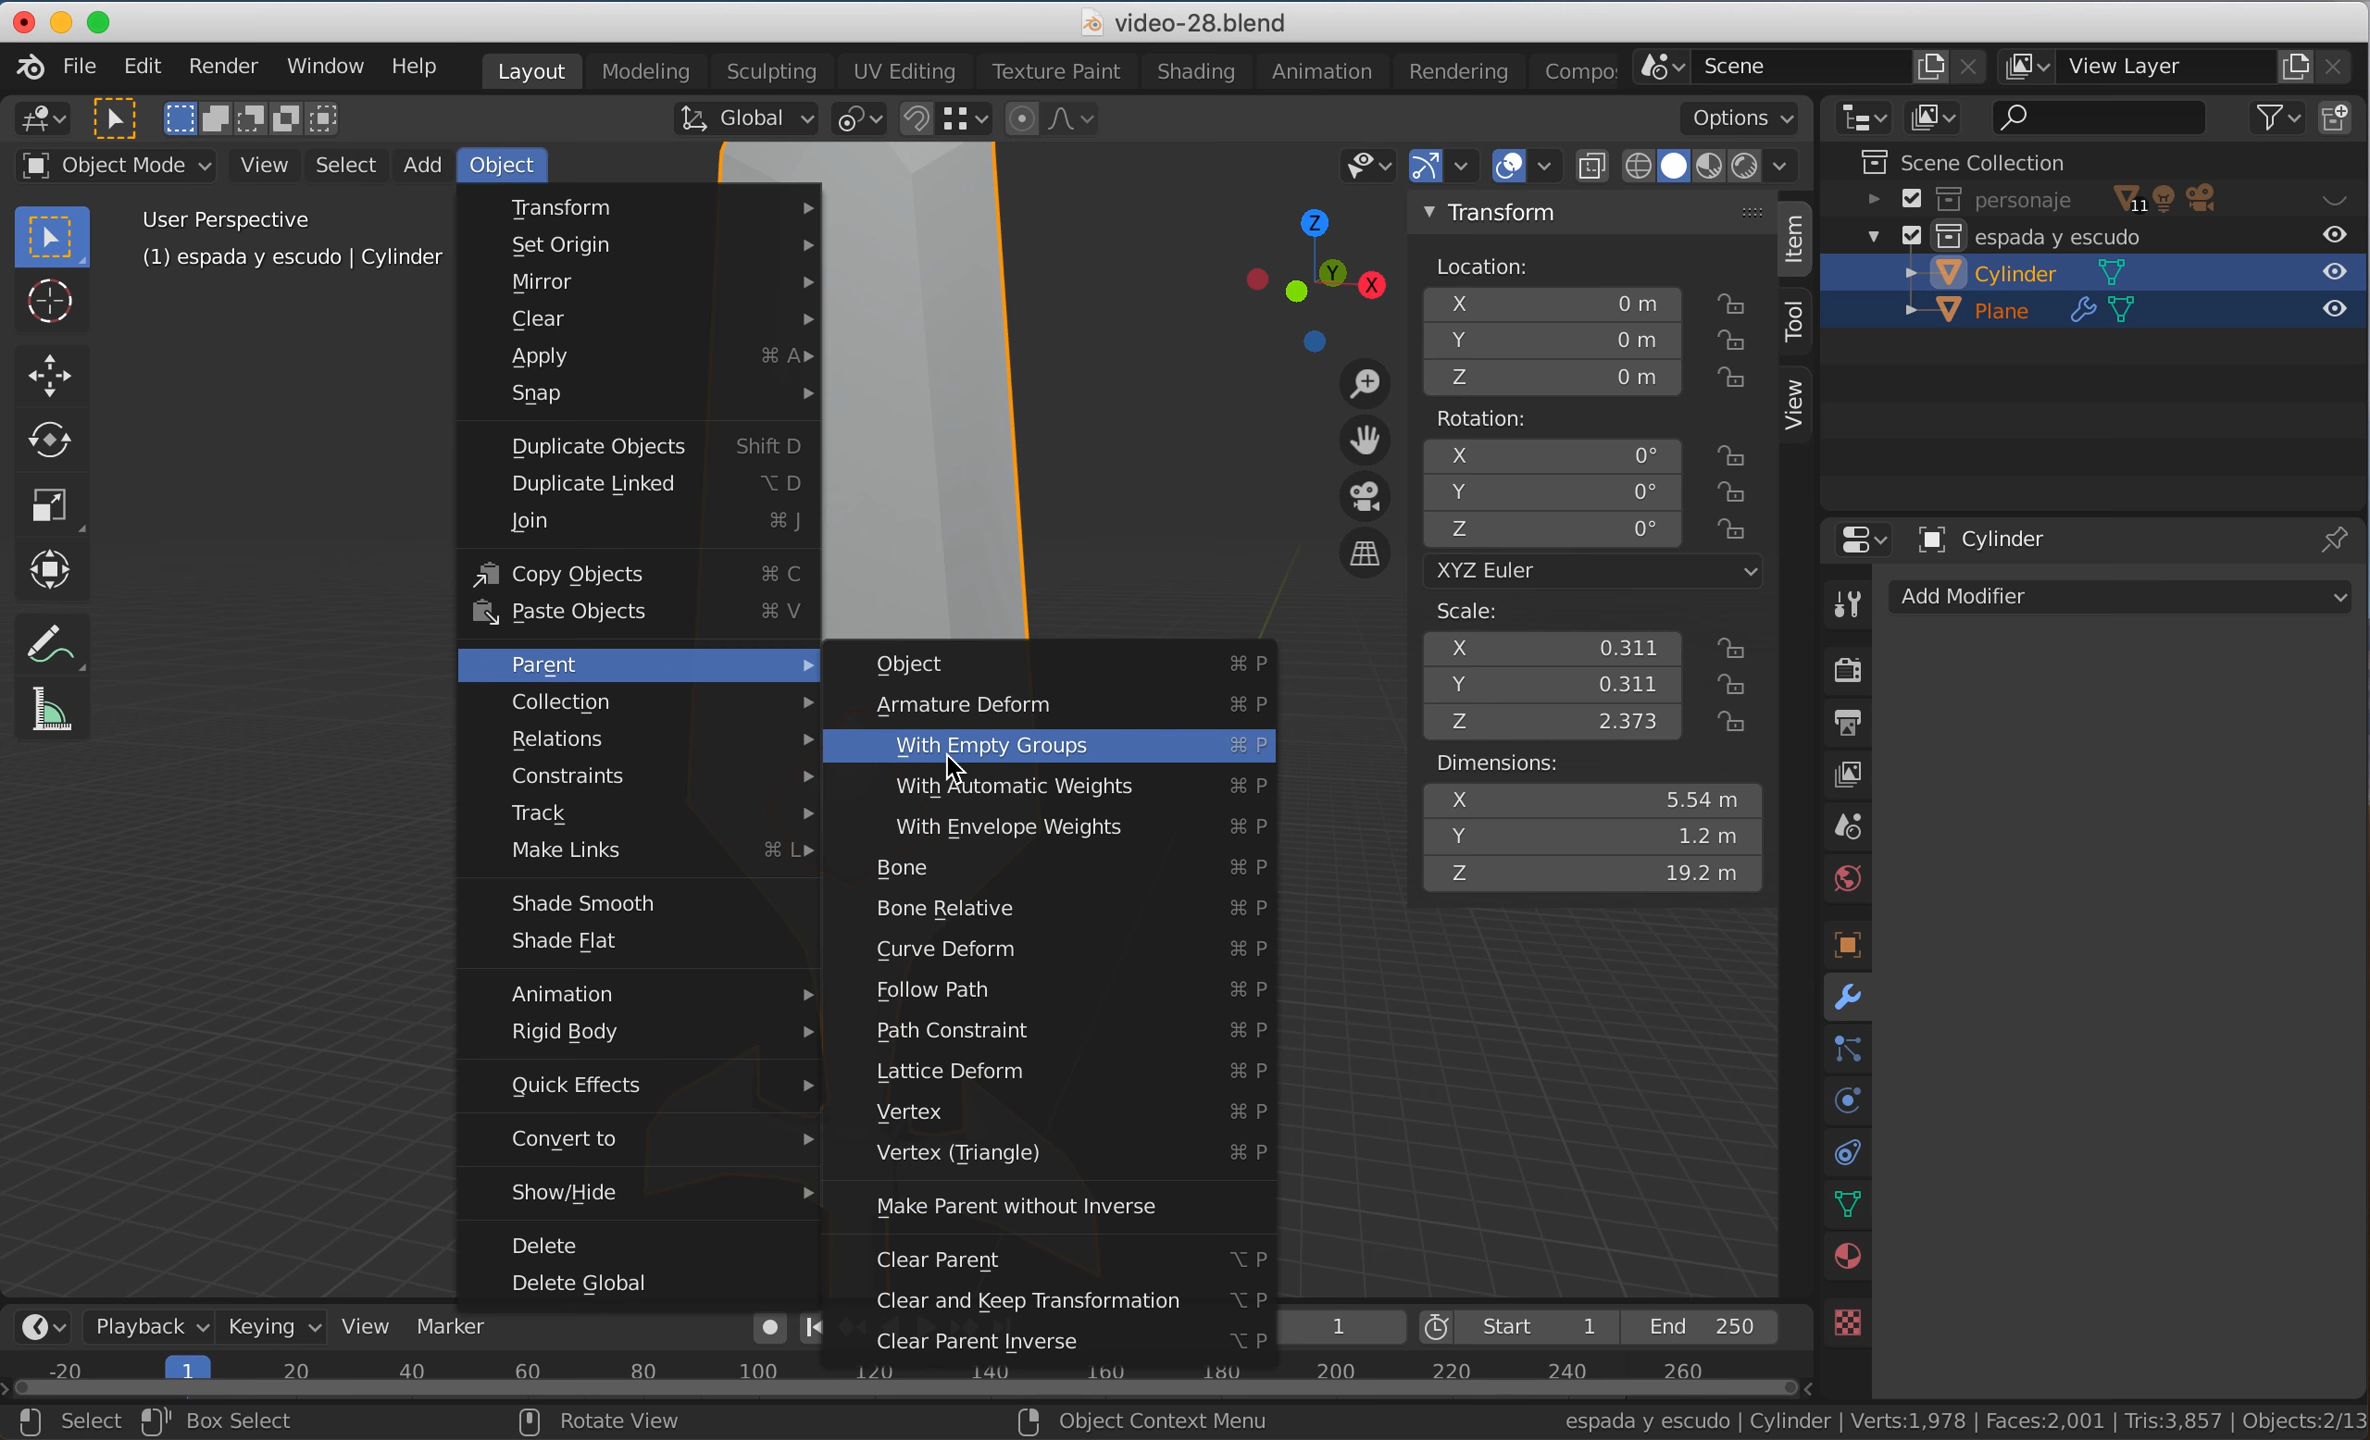 video-28.blend
File Edit Render Window Help
Layout Modeling Sculpting UV Editing Texture Paint Shading Animation Rendering Compos
Scene
View Layer
Global
Options
Object Mode View Select Add Object
User Perspective
(1) espada y escudo | Cylinder
Transform
Set Origin
Mirror
Clear
Apply ⌘ A
Snap
Duplicate Objects Shift D
Duplicate Linked ⌥ D
Join ⌘ J
Copy Objects ⌘ C
Paste Objects ⌘ V
Parent
Collection
Relations
Constraints
Track
Make Links ⌘ L
Shade Smooth
Shade Flat
Animation
Rigid Body
Quick Effects
Convert to
Show/Hide
Delete
Delete Global
Object ⌘ P
Armature Deform ⌘ P
With Empty Groups ⌘ P
With Automatic Weights ⌘ P
With Envelope Weights ⌘ P
Bone ⌘ P
Bone Relative ⌘ P
Curve Deform ⌘ P
Follow Path ⌘ P
Path Constraint ⌘ P
Lattice Deform ⌘ P
Vertex ⌘ P
Vertex (Triangle) ⌘ P
Make Parent without Inverse
Clear Parent ⌥ P
Clear and Keep Transformation ⌥ P
Clear Parent Inverse ⌥ P
Z
Y
X
Transform
Location:
X 0 m
Y 0 m
Z 0 m
Rotation:
X 0°
Y 0°
Z 0°
XYZ Euler
Scale:
X 0.311
Y 0.311
Z 2.373
Dimensions:
X 5.54 m
Y 1.2 m
Z 19.2 m
Item
Tool
View
Scene Collection
personaje 11
espada y escudo
Cylinder
Plane
Cylinder
Add Modifier
Playback Keying View Marker
1 Start 1 End 250
-20 1 20 40 60 80 100 120 140 160 180 200 220 240 260
Select Box Select Rotate View Object Context Menu
espada y escudo | Cylinder | Verts:1,978 | Faces:2,001 | Tris:3,857 | Objects:2/13